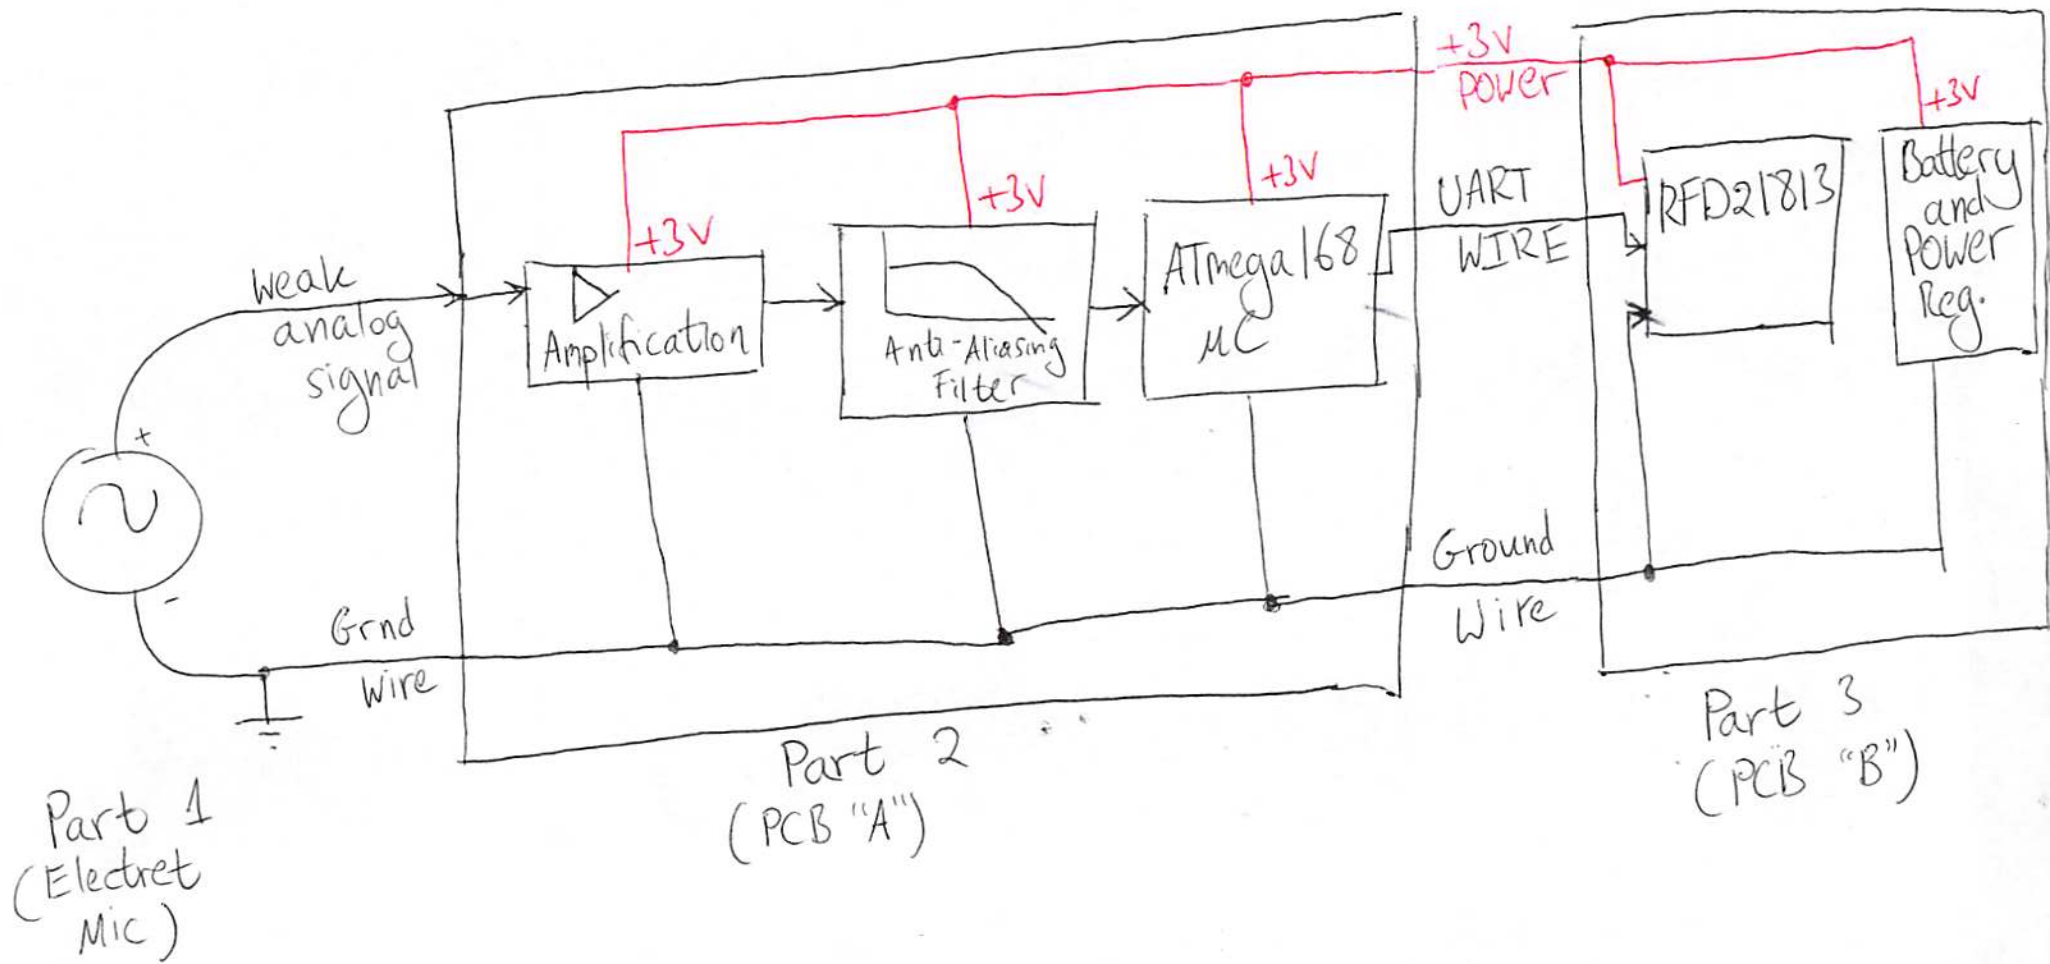 weak
analog
signal
+
-
Grnd
wire
Part 1
(Electret
Mic)
+3V
Amplification
+3V
Anti-Aliasing
Filter
+3V
ATmega168
µC
Part 2
(PCB "A")
+3V
Power
UART
WIRE
Ground
Wire
RFD21813
+3V
Battery
and
Power
Reg.
Part 3
(PCB "B")